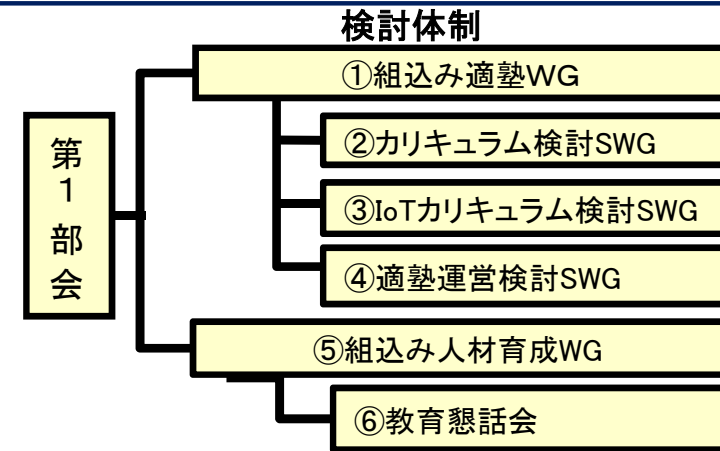 検討体制
①組込み適塾WG
第1部会
②カリキュラム検討SWG
③IoTカリキュラム検討SWG
④適塾運営検討SWG
⑤組込み人材育成WG
⑥教育懇話会